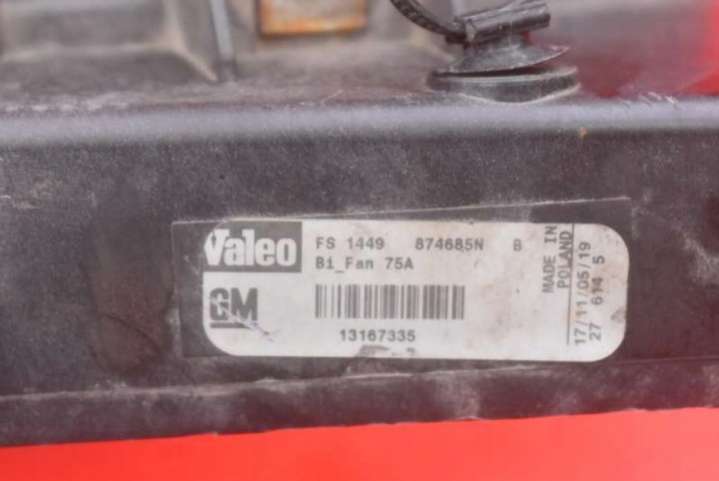 Valeo FS 1449 874685N B
Bi_Fan 75A
GM
13167335
MADE IN
POLAND
17/11/05/19
27 614 5